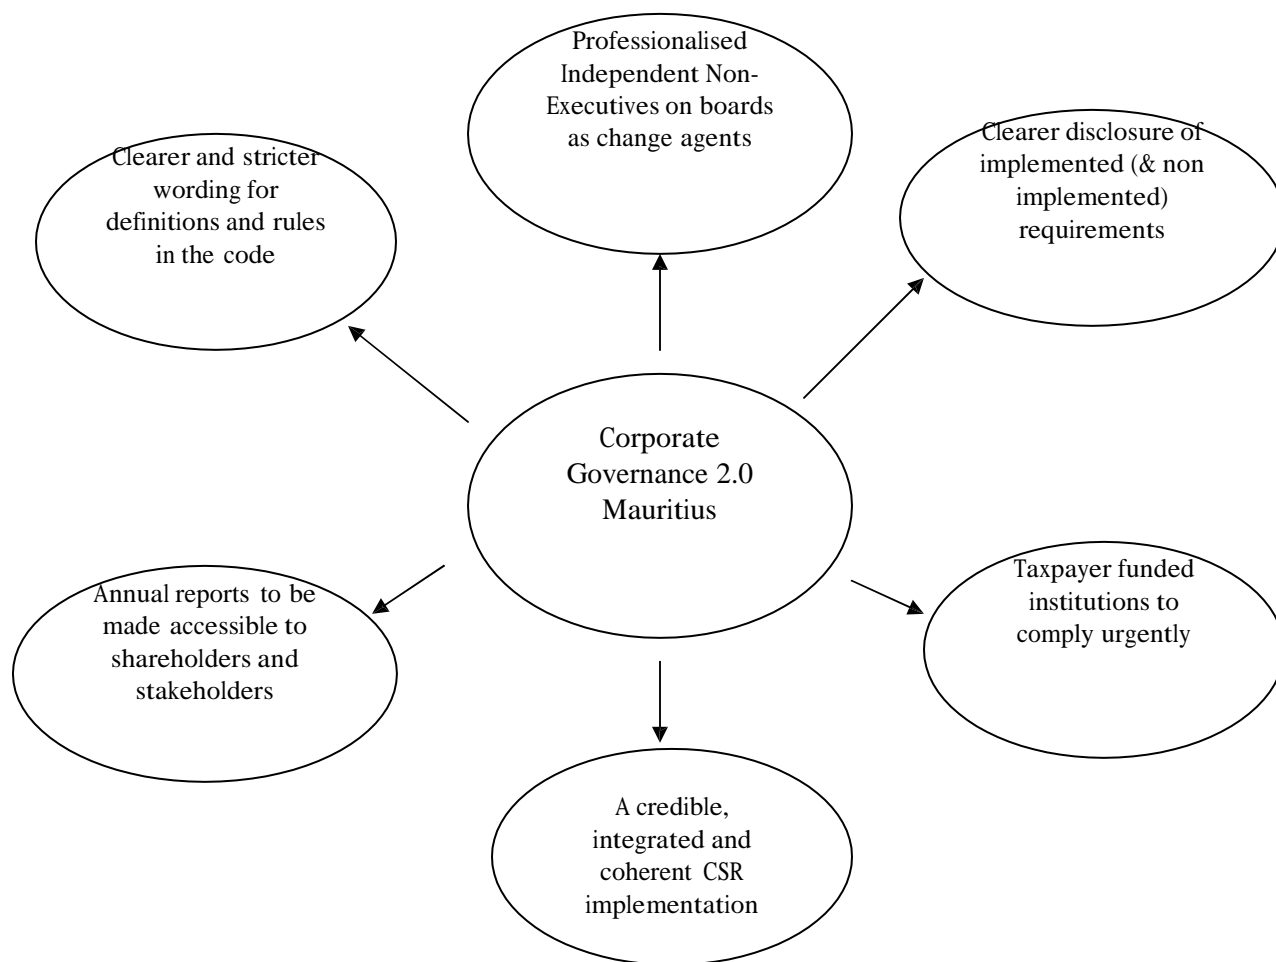 Professionalised
Independent Non-
Executives on boards
as change agents
Clearer and stricter
wording for
definitions and rules
in the code
Clearer disclosure of
implemented (& non
implemented)
requirements
Corporate
Governance 2.0
Mauritius
Annual reports to be
made accessible to
shareholders and
stakeholders
Taxpayer funded
institutions to
comply urgently
A credible,
integrated and
coherent CSR
implementation